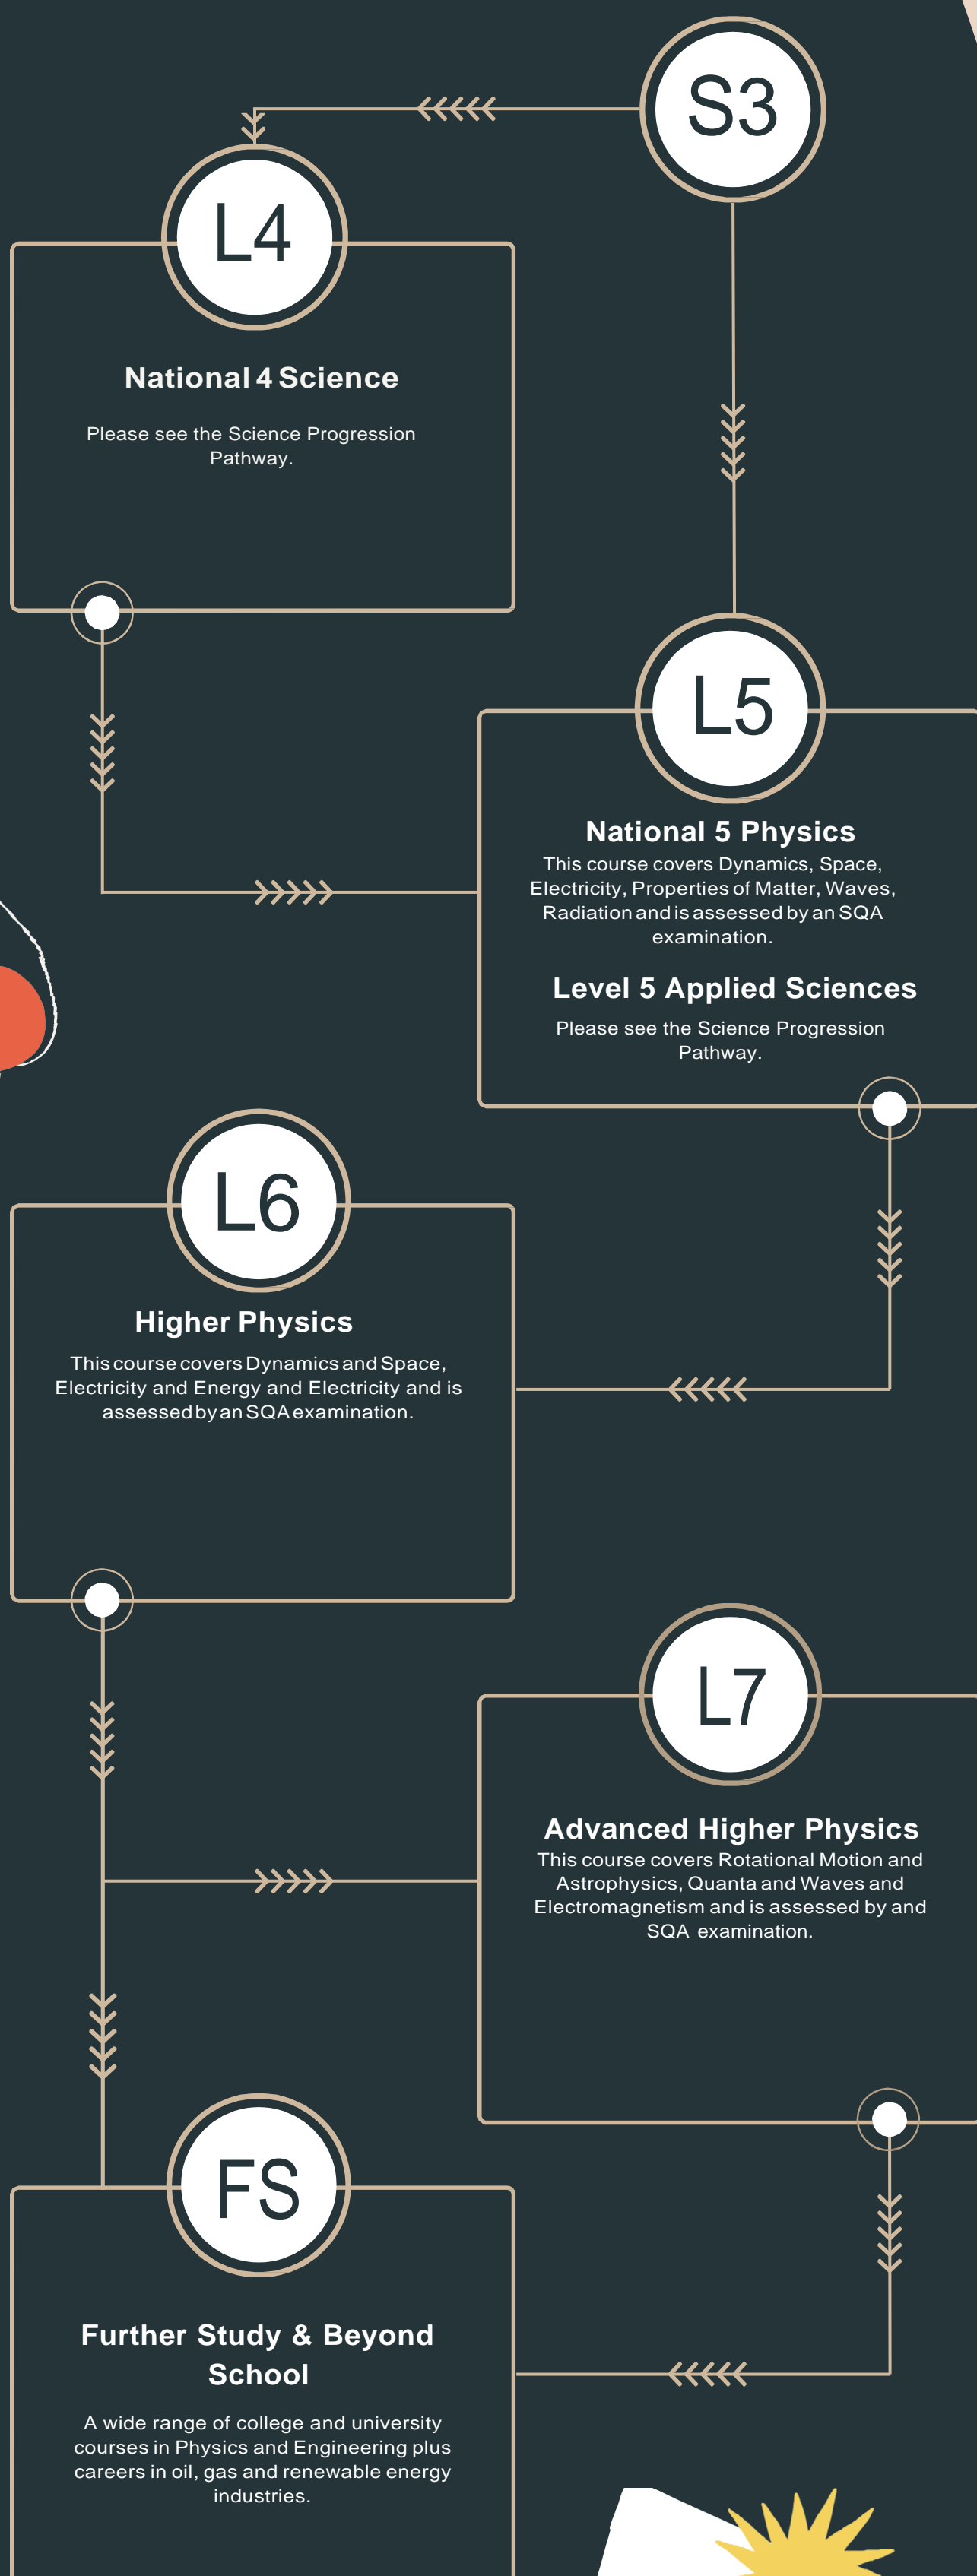 S3
L4
National 4 Science
Please see the Science Progression
Pathway.
L5
National 5 Physics
This course covers Dynamics, Space,
Electricity, Properties of Matter, Waves,
Radiation and is assessed by an SQA
examination.
Level 5 Applied Sciences
Please see the Science Progression
Pathway.
L6
Higher Physics
This course covers Dynamics and Space,
Electricity and Energy and Electricity and is
assessed by an SQA examination.
L7
Advanced Higher Physics
This course covers Rotational Motion and
Astrophysics, Quanta and Waves and
Electromagnetism and is assessed by and
SQA examination.
FS
Further Study & Beyond
School
A wide range of college and university
courses in Physics and Engineering plus
careers in oil, gas and renewable energy
industries.